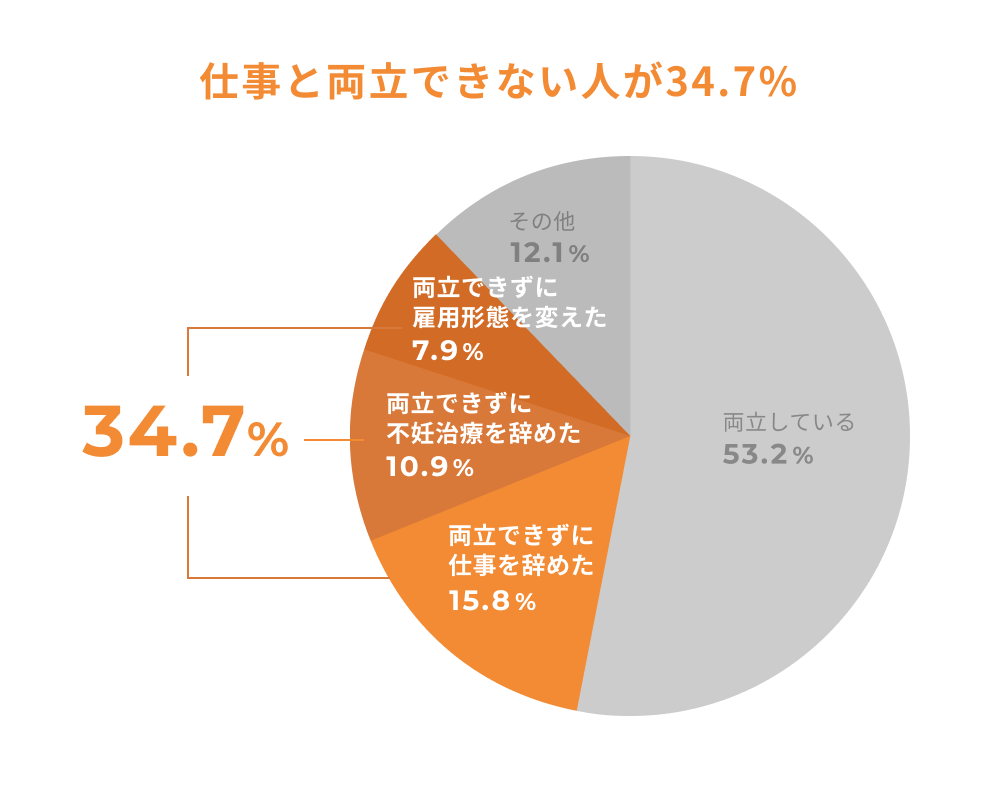 仕事と両立できない人が34.7%
その他
12.1%
両立できずに
雇用形態を変えた
7.9%
34.7%
両立できずに
不妊治療を辞めた
10.9%
両立している
53.2%
両立できずに
仕事を辞めた
15.8%